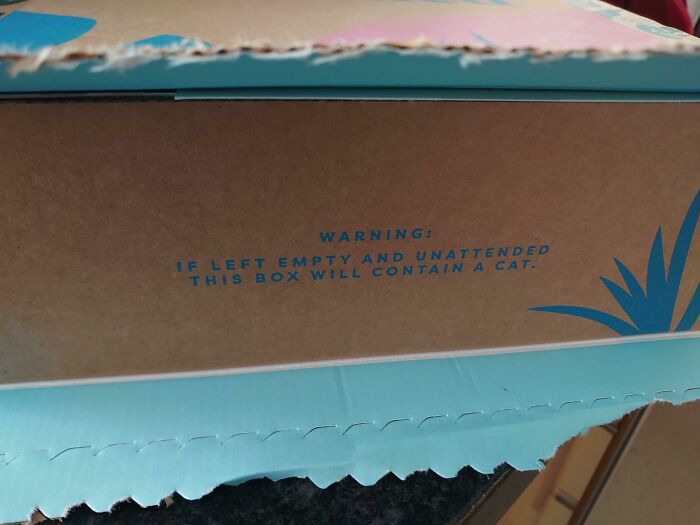 WARNING:
IF LEFT EMPTY AND UNATTENDED
THIS BOX WILL CONTAIN A CAT.